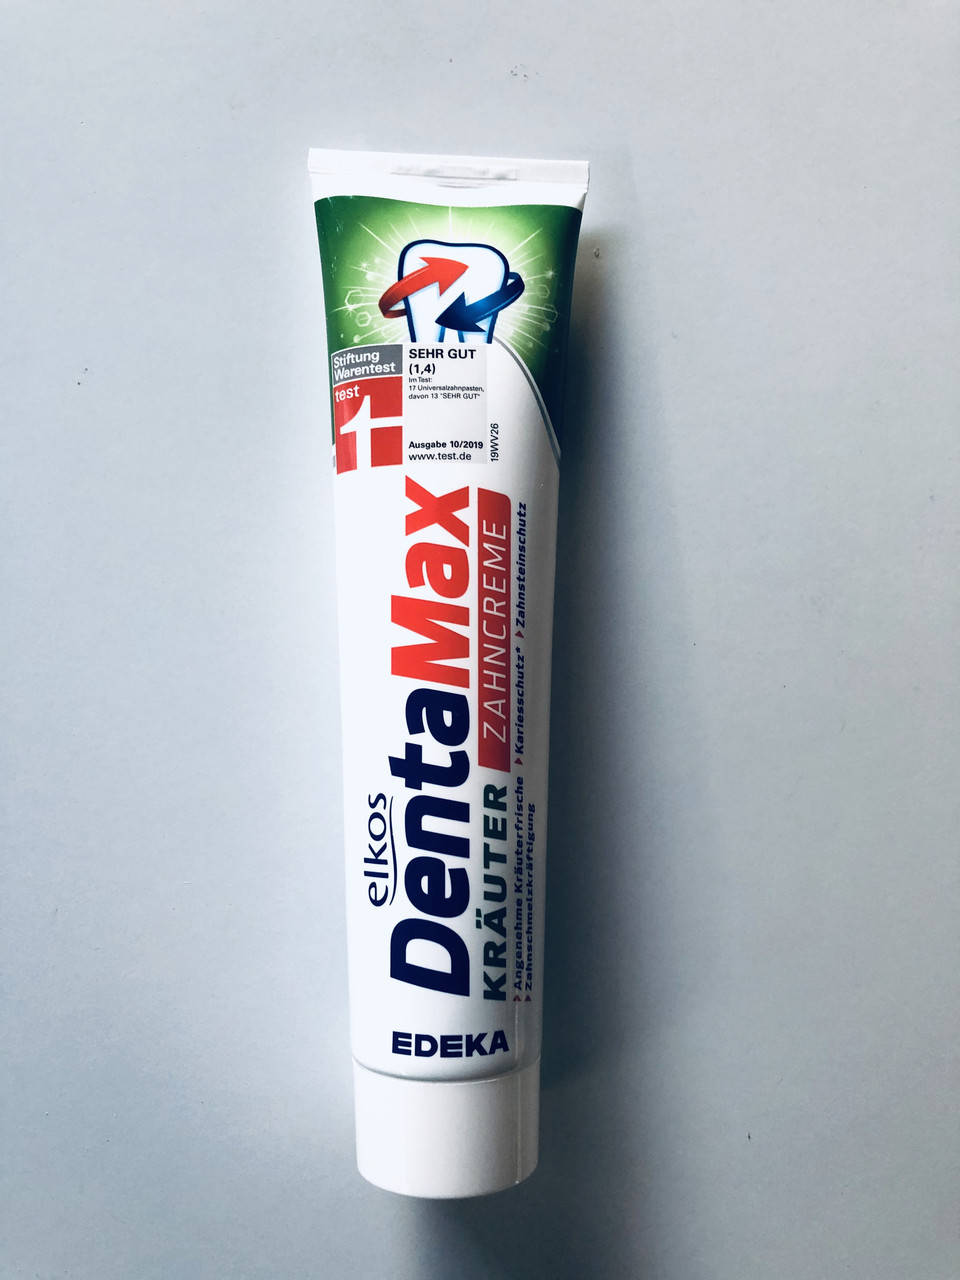 Stiftung
Warentest
test
1
SEHR GUT
(1,4)
Im Test:
17 Universalzahnpasten,
davon 13 "SEHR GUT"
Ausgabe 10/2019
www.test.de
19WV26
elkos
DentaMax
KRÄUTER ZAHNCREME
Angenehme Kräuterfrische Kariesschutz* Zahnsteinschutz
Zahnschmelzkräftigung
EDEKA